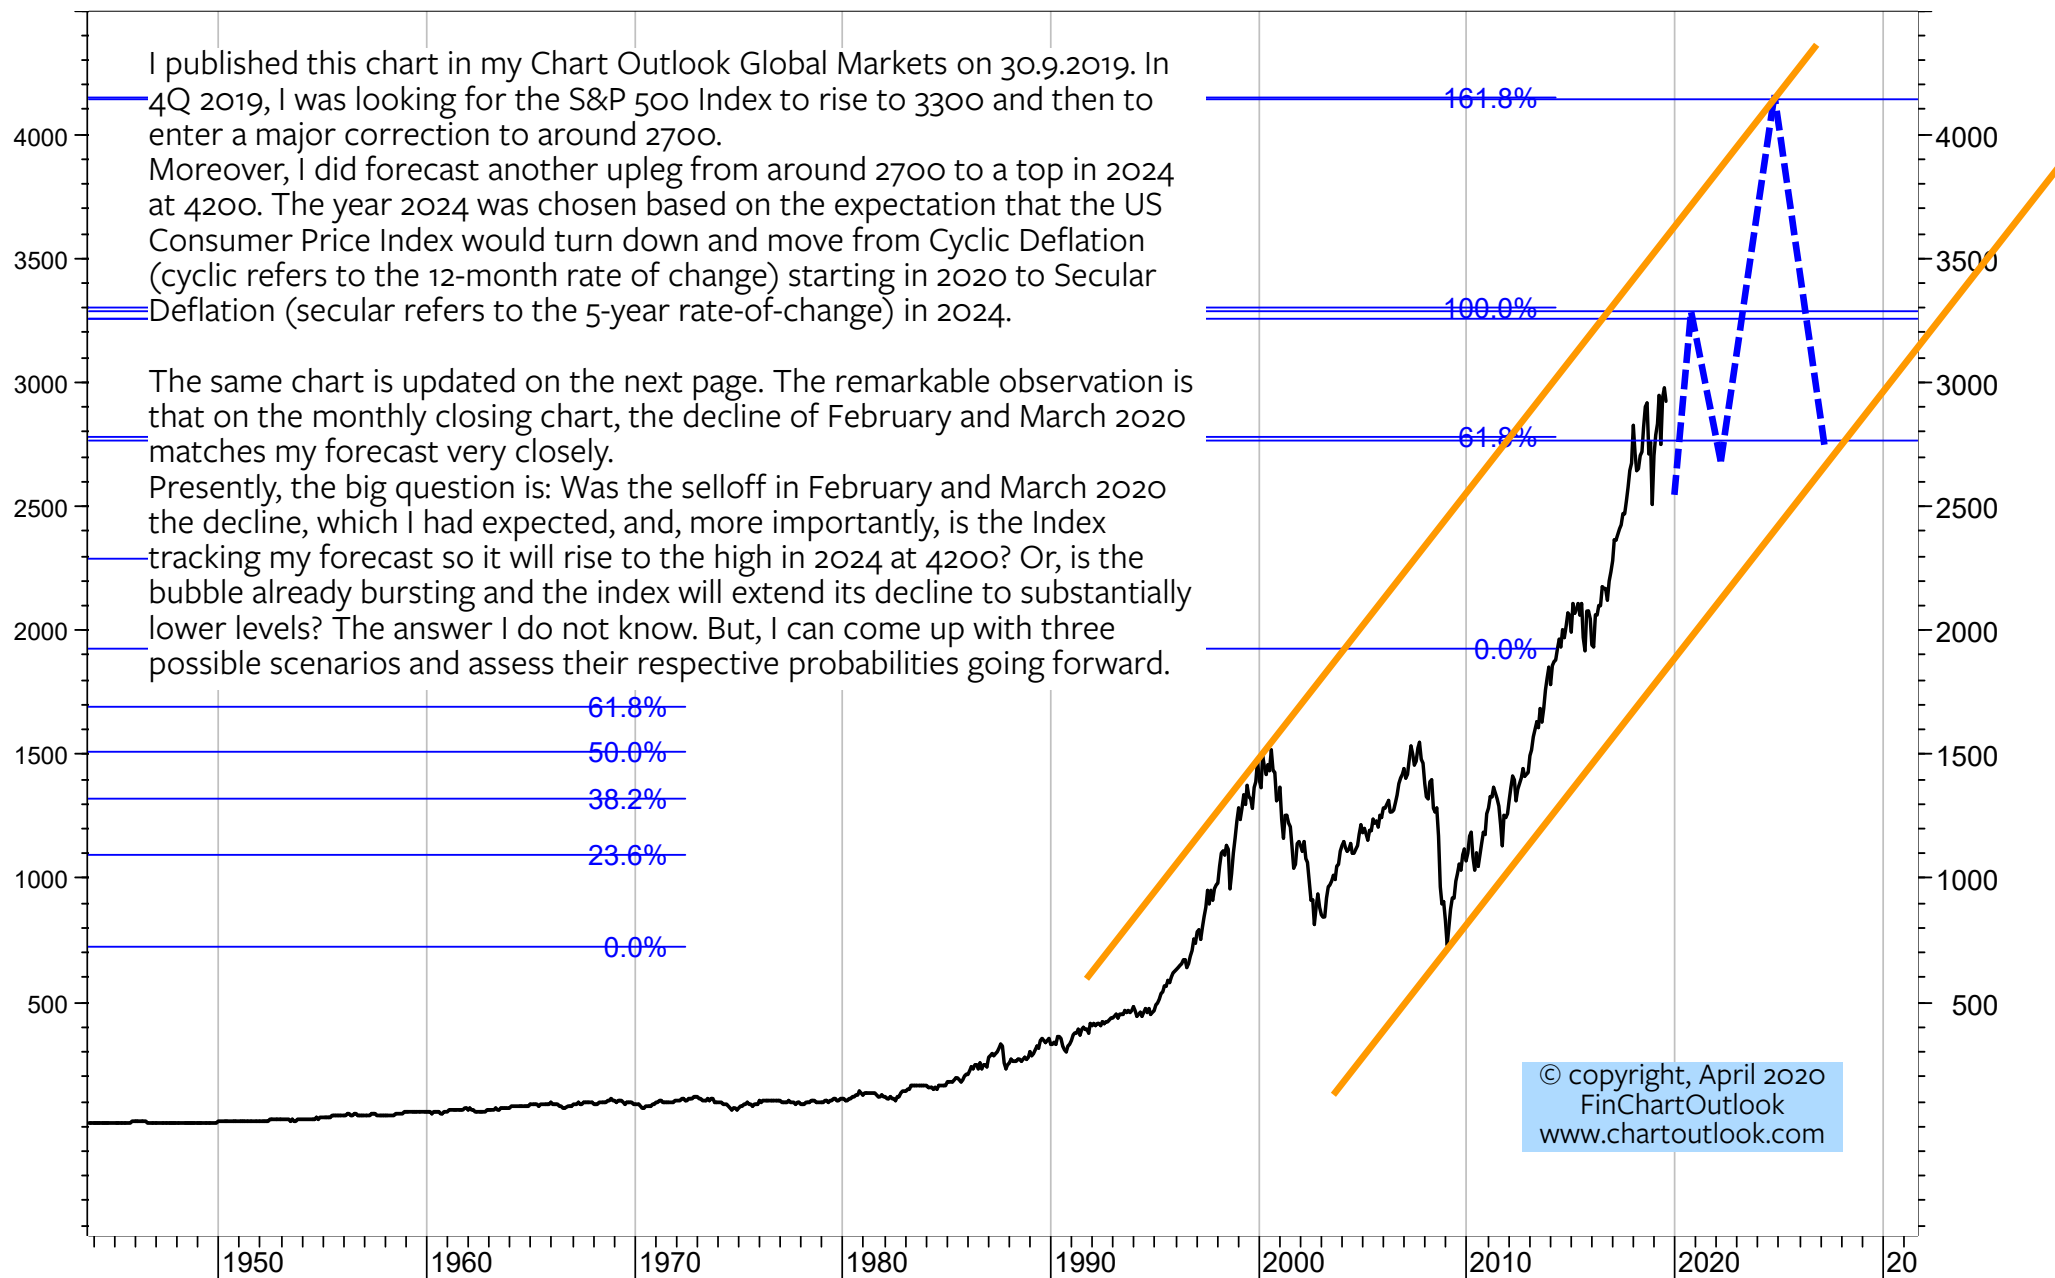 I published this chart in my Chart Outlook Global Markets on 30.9.2019. In
4Q 2019, I was looking for the S&P 500 Index to rise to 3300 and then to
enter a major correction to around 2700.
Moreover, I did forecast another upleg from around 2700 to a top in 2024
at 4200. The year 2024 was chosen based on the expectation that the US
Consumer Price Index would turn down and move from Cyclic Deflation
(cyclic refers to the 12-month rate of change) starting in 2020 to Secular
Deflation (secular refers to the 5-year rate-of-change) in 2024.
The same chart is updated on the next page. The remarkable observation is
that on the monthly closing chart, the decline of February and March 2020
matches my forecast very closely.
Presently, the big question is: Was the selloff in February and March 2020
the decline, which I had expected, and, more importantly, is the Index
tracking my forecast so it will rise to the high in 2024 at 4200? Or, is the
bubble already bursting and the index will extend its decline to substantially
lower levels? The answer I do not know. But, I can come up with three
possible scenarios and assess their respective probabilities going forward.
4000
3500
3000
2500
2000
1500
1000
500
161.8%
100.0%
61.8%
0.0%
61.8%
50.0%
38.2%
23.6%
0.0%
4000
3500
3000
2500
2000
1500
1000
500
© copyright, April 2020
FinChartOutlook
www.chartoutlook.com
1950
1960
1970
1980
1990
2000
2010
2020
20